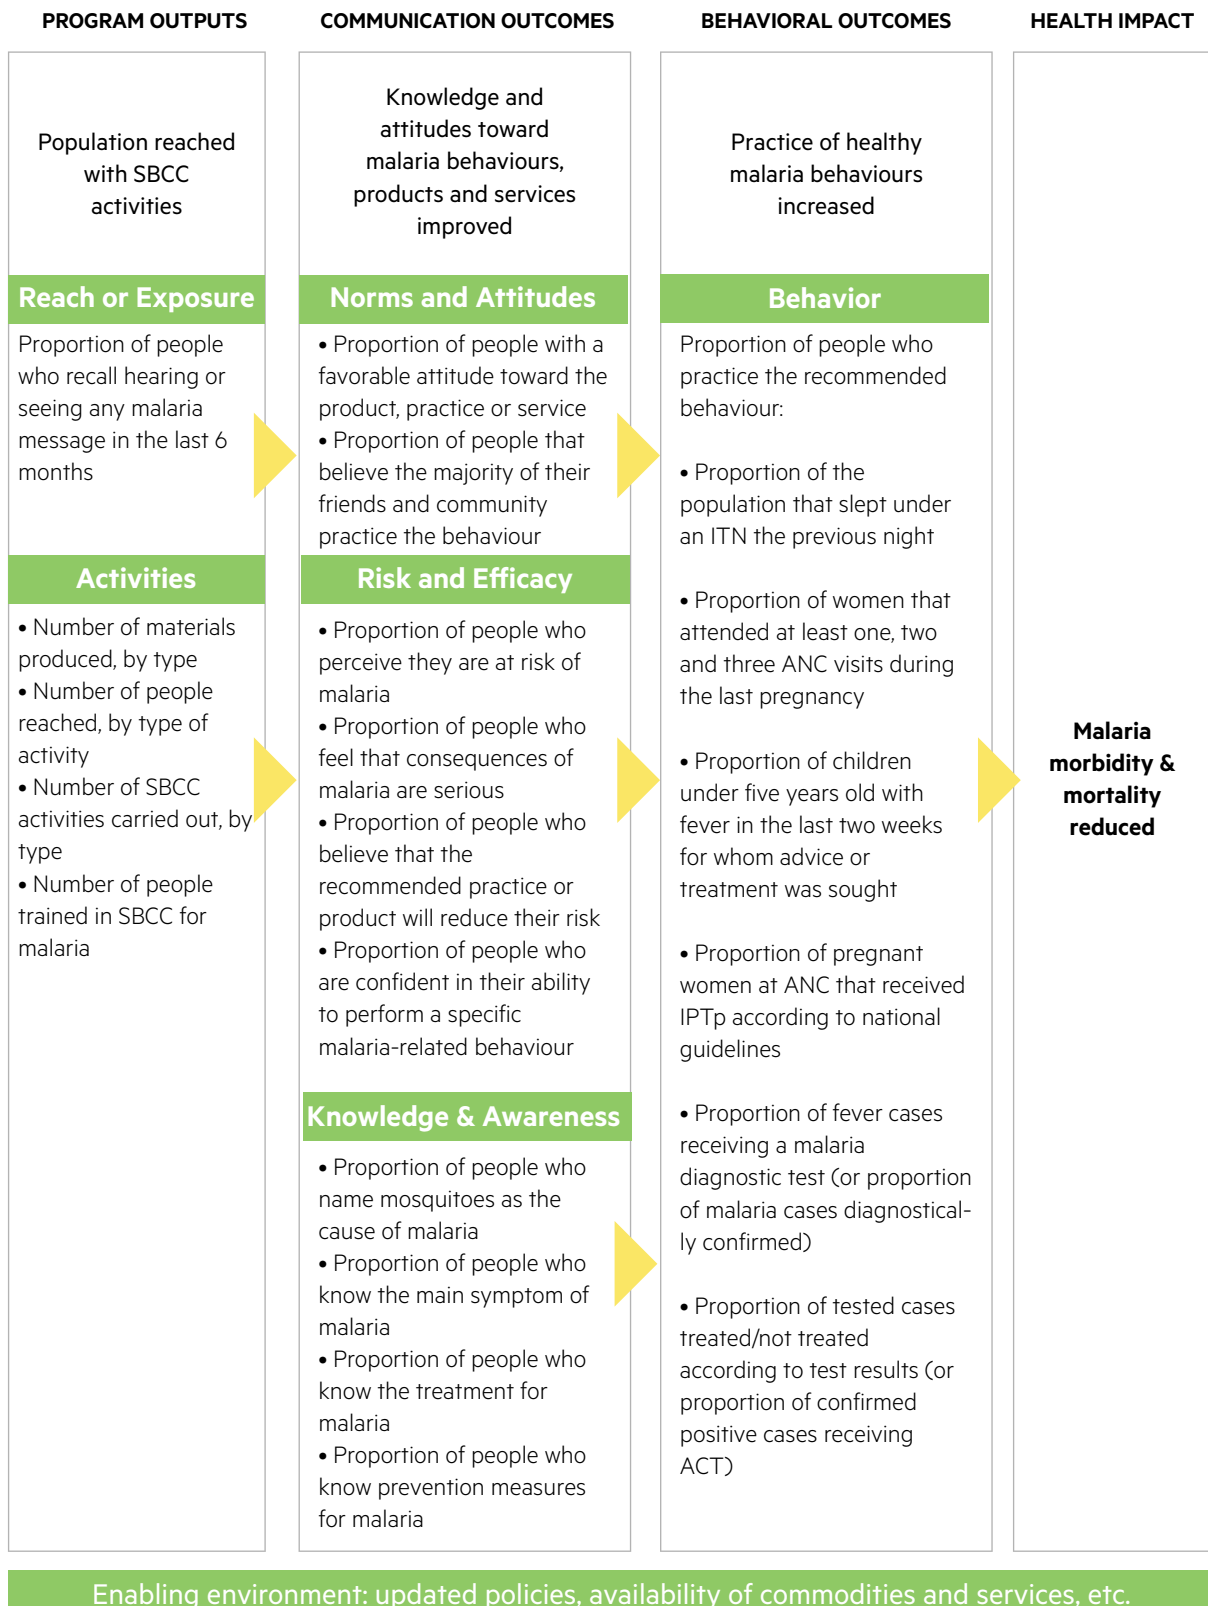 PROGRAM OUTPUTS
Population reached
with SBCC
activities
Reach or Exposure
Proportion of people
who recall hearing or
seeing any malaria
message in the last 6
months
Activities
• Number of materials
produced, by type
• Number of people
reached, by type of
activity
• Number of SBCC
activities carried out, by
type
• Number of people
trained in SBCC for
malaria
COMMUNICATION OUTCOMES
Knowledge and
attitudes toward
malaria behaviours,
products and services
improved
Norms and Attitudes
• Proportion of people with a
favorable attitude toward the
product, practice or service
• Proportion of people that
believe the majority of their
friends and community
practice the behaviour
Risk and Efficacy
• Proportion of people who
perceive they are at risk of
malaria
• Proportion of people who
feel that consequences of
malaria are serious
• Proportion of people who
believe that the
recommended practice or
product will reduce their risk
• Proportion of people who
are confident in their ability
to perform a specific
malaria-related behaviour
Knowledge & Awareness
• Proportion of people who
name mosquitoes as the
cause of malaria
• Proportion of people who
know the main symptom of
malaria
• Proportion of people who
know the treatment for
malaria
• Proportion of people who
know prevention measures
for malaria
BEHAVIORAL OUTCOMES
Practice of healthy
malaria behaviours
increased
Behavior
Proportion of people who
practice the recommended
behaviour:
• Proportion of the
population that slept under
an ITN the previous night
• Proportion of women that
attended at least one, two
and three ANC visits during
the last pregnancy
• Proportion of children
under five years old with
fever in the last two weeks
for whom advice or
treatment was sought
• Proportion of pregnant
women at ANC that received
IPTp according to national
guidelines
• Proportion of fever cases
receiving a malaria
diagnostic test (or proportion
of malaria cases diagnostical-
ly confirmed)
• Proportion of tested cases
treated/not treated
according to test results (or
proportion of confirmed
positive cases receiving
ACT)
HEALTH IMPACT
Malaria
morbidity &
mortality
reduced
Enabling environment: updated policies, availability of commodities and services, etc.